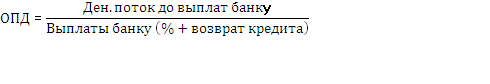 ОПД = Ден. поток до выплат банку
Выплаты банку (% + возврат кредита)